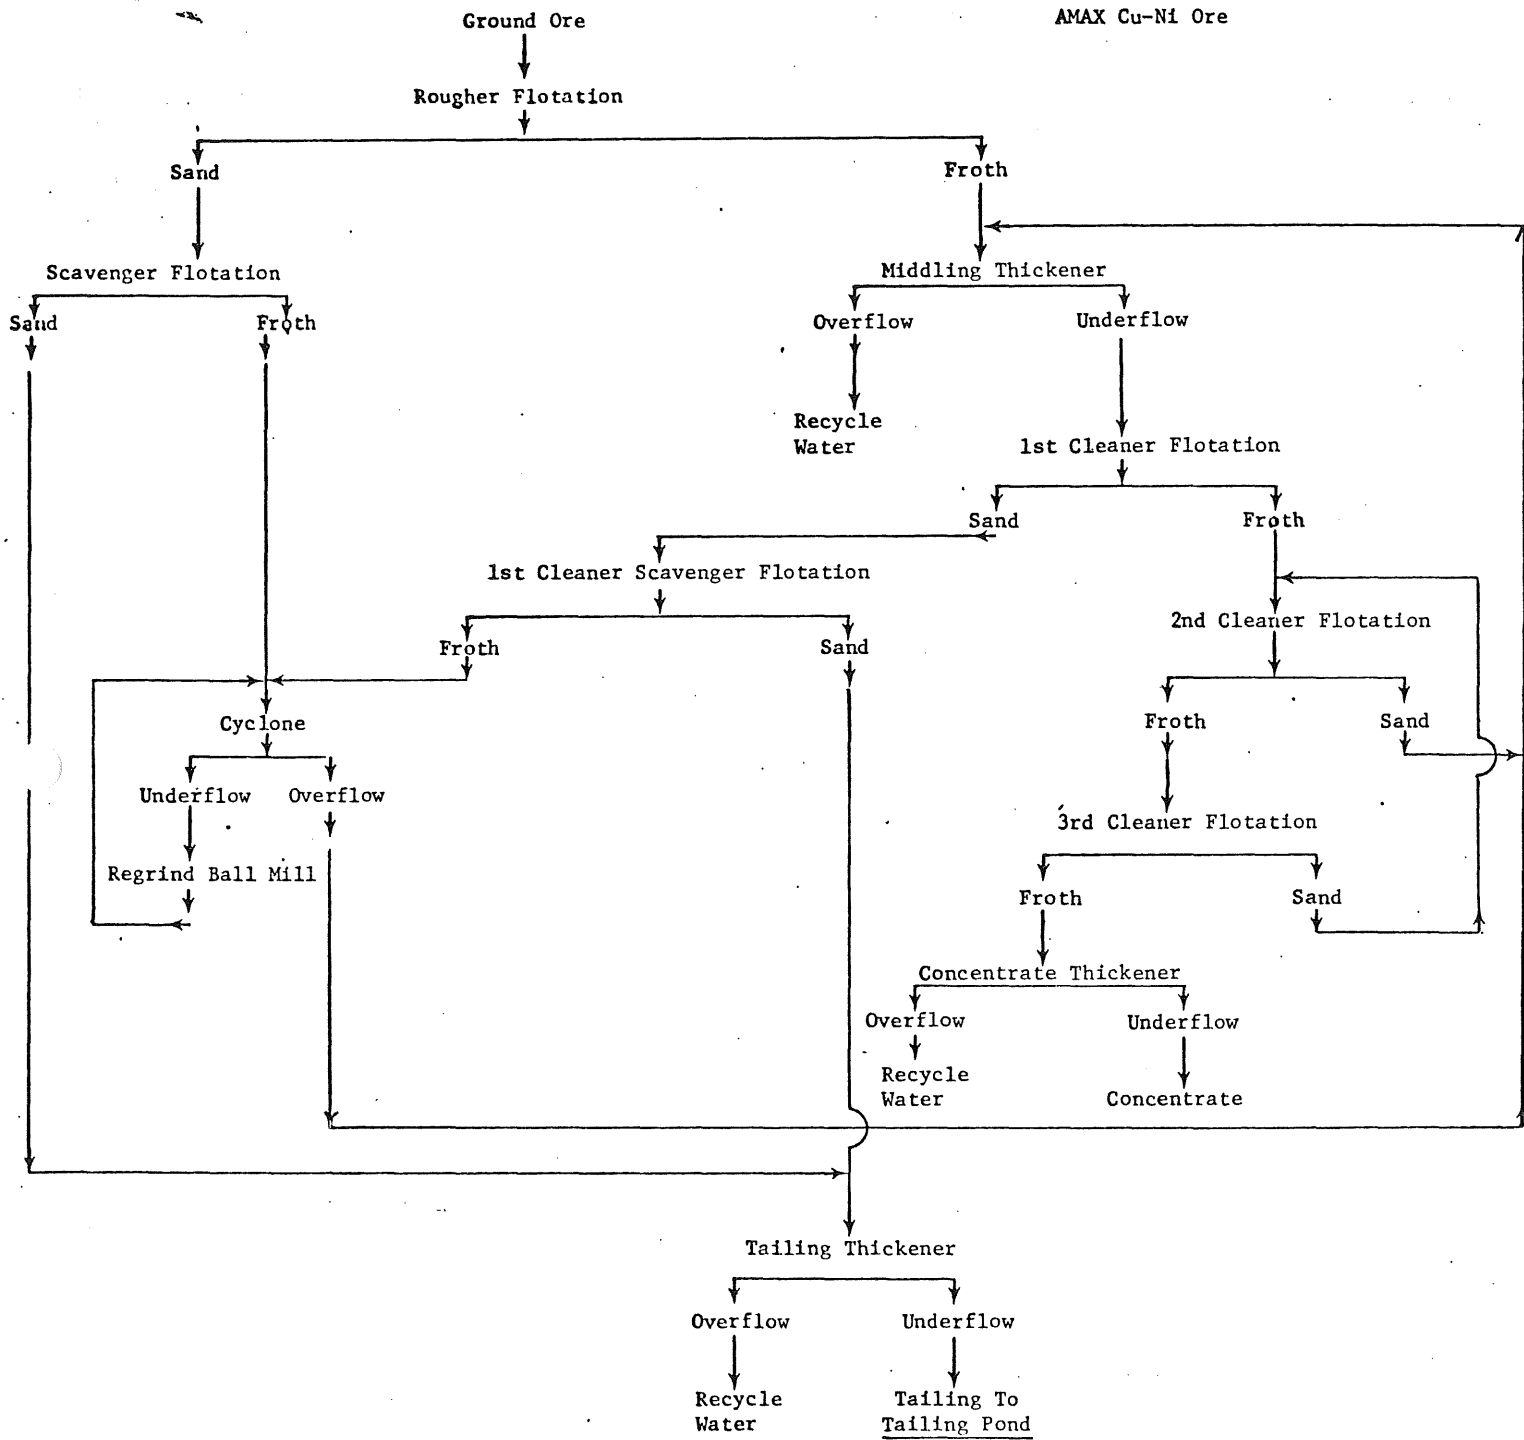 Ground Ore
AMAX Cu-Ni Ore
Rougher Flotation
Sand
Froth
Scavenger Flotation
Middling Thickener
Sand
Froth
Overflow
Underflow
Recycle
Water
1st Cleaner Flotation
Sand
Froth
1st Cleaner Scavenger Flotation
2nd Cleaner Flotation
Froth
Sand
Cyclone
Froth
Sand
Underflow
Overflow
3rd Cleaner Flotation
Regrind Ball Mill
Froth
Sand
Concentrate Thickener
Overflow
Underflow
Recycle
Water
Concentrate
Tailing Thickener
Overflow
Underflow
Recycle
Water
Tailing To
Tailing Pond